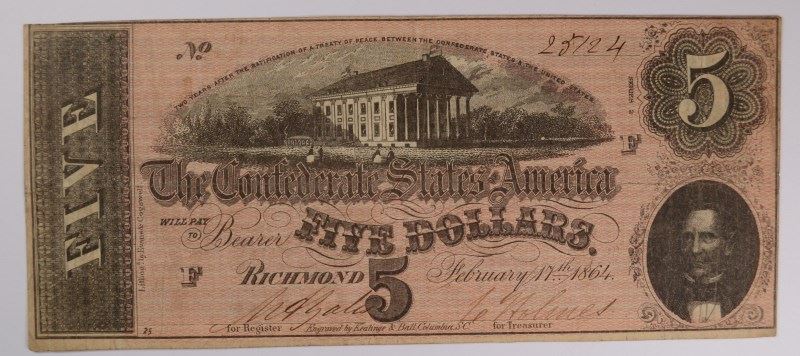 No
25124
TWO YEARS AFTER THE RATIFICATION OF A TREATY OF PEACE BETWEEN THE CONFEDERATE STATES & THE UNITED STATES
FIVE
5
F
The Confederate States of America
WILL PAY
TO Bearer FIVE DOLLARS.
F
RICHMOND 5 February 17th. 1864.
for Register Engraved by Keatinge & Ball, Columbia, S.C. for Treasurer
25